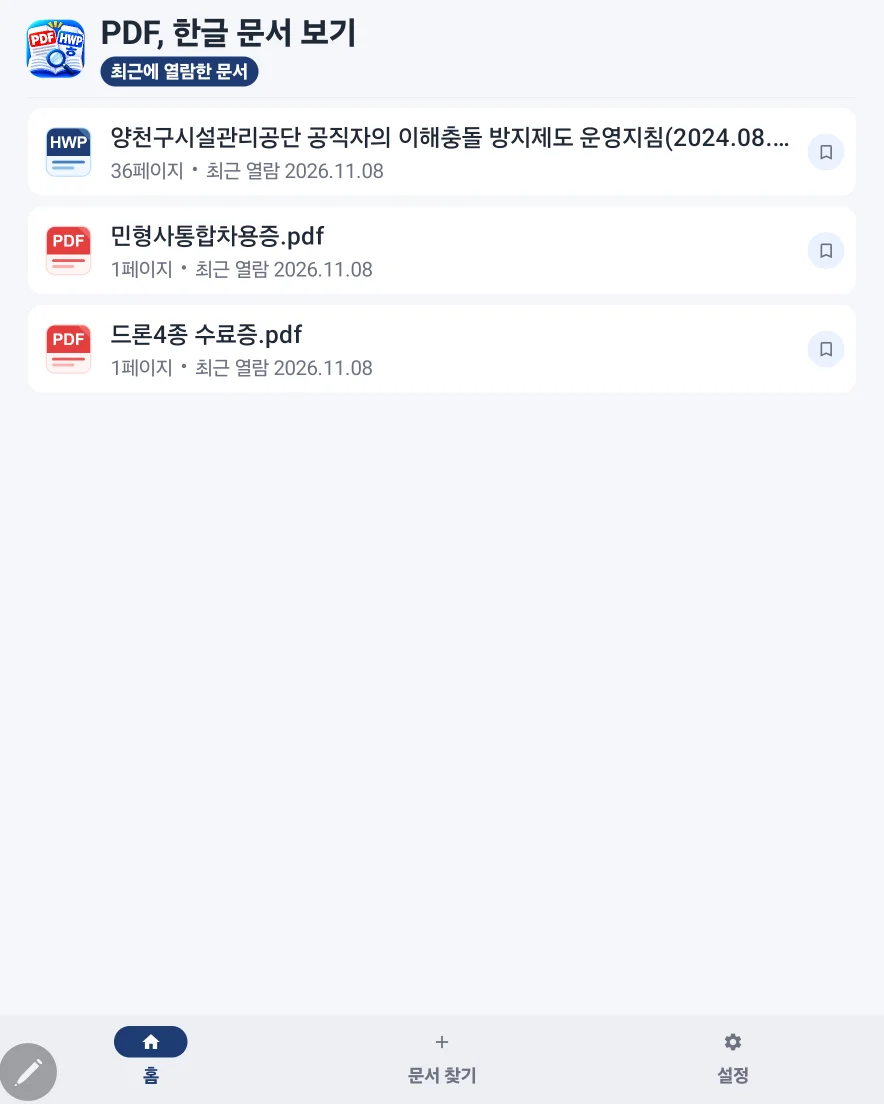 PDF HWP
ㅎ
PDF, 한글 문서 보기
최근에 열람한 문서
HWP
양천구시설관리공단 공직자의 이해충돌 방지제도 운영지침(2024.08....
36페이지 • 최근 열람 2026.11.08
PDF
민형사통합차용증.pdf
1페이지 • 최근 열람 2026.11.08
PDF
드론4종 수료증.pdf
1페이지 • 최근 열람 2026.11.08
홈
문서 찾기
설정